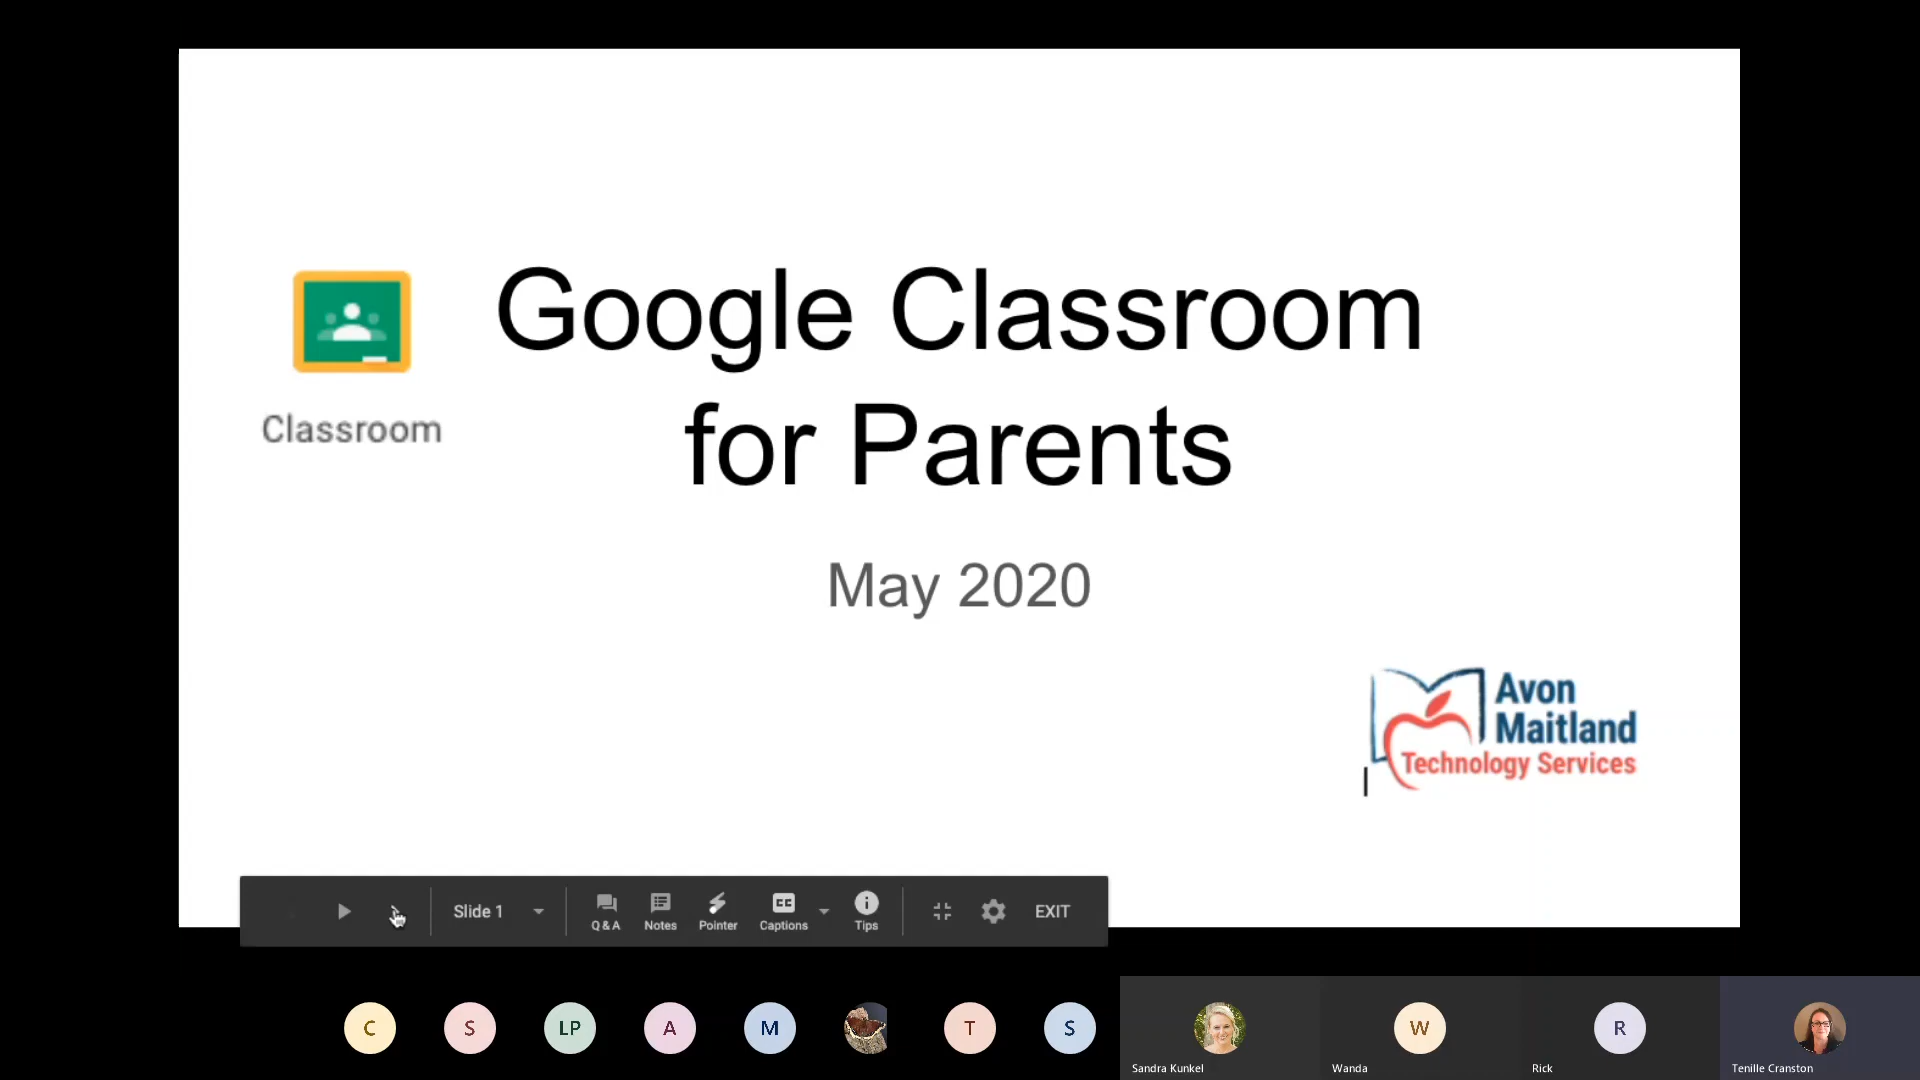 Google Classroom
for Parents
Classroom
May 2020
Avon
Maitland
Technology Services
Slide 1
Q & A
Notes
Pointer
CC
Captions
Tips
EXIT
C
S
LP
A
M
T
S
W
R
Sandra Kunkel
Wanda
Rick
Tenille Cranston